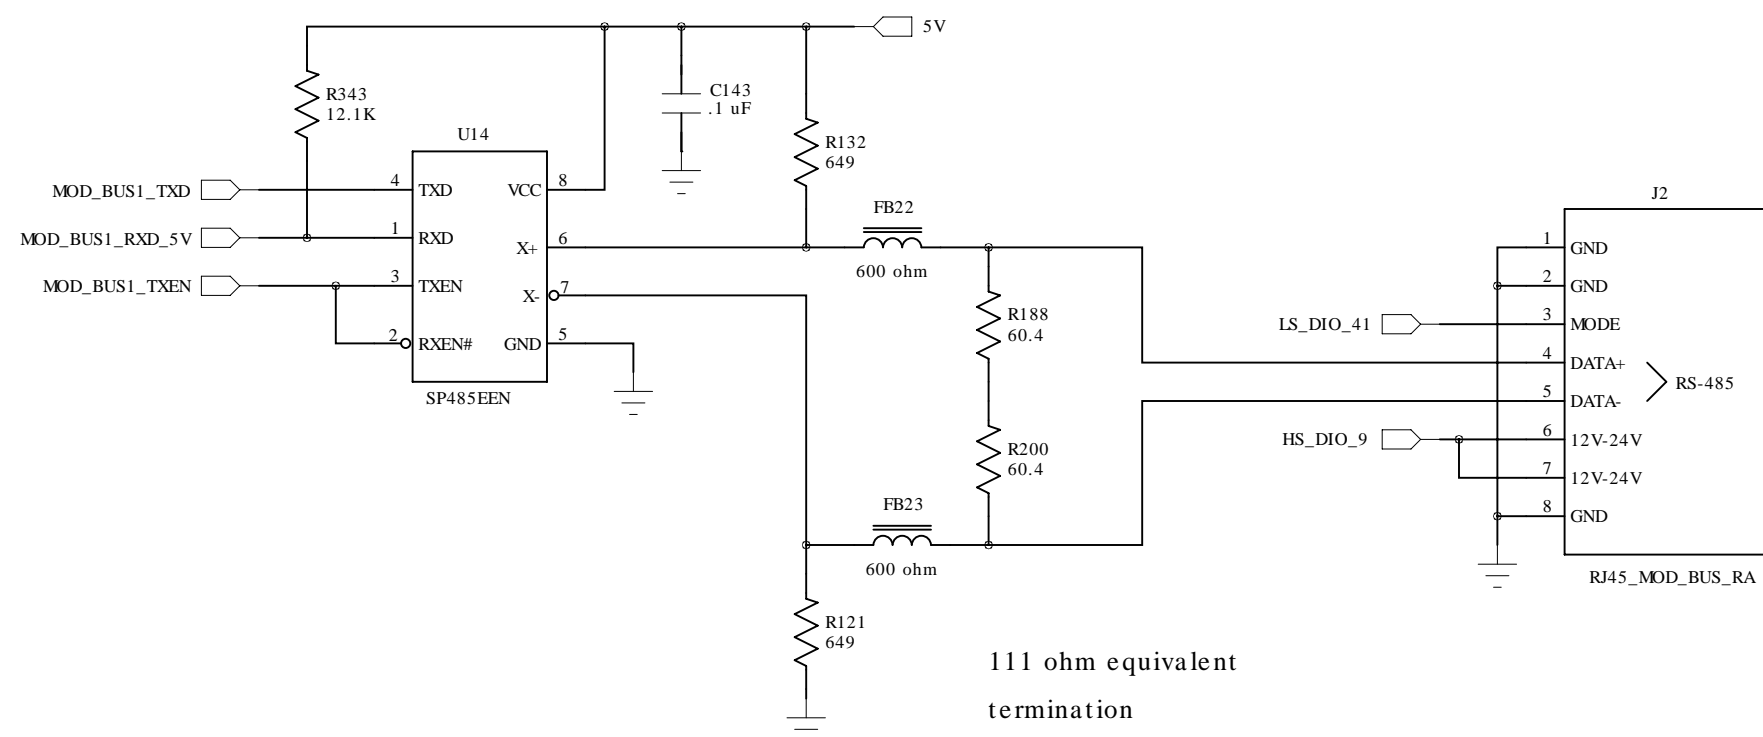 5V
R343
12.1K
C143
.1 uF
U14
R132
649
MOD_BUS1_TXD
4
TXD
VCC
8
MOD_BUS1_RXD_5V
1
RXD
X+
6
MOD_BUS1_TXEN
3
TXEN
X-
7
2
RXEN#
GND
5
SP485EEN
FB22
600 ohm
R188
60.4
R200
60.4
FB23
600 ohm
R121
649
J2
1
GND
2
GND
LS_DIO_41
3
MODE
4
DATA+
RS-485
5
DATA-
HS_DIO_9
6
12V-24V
7
12V-24V
8
GND
RJ45_MOD_BUS_RA
111 ohm equivalent
termination